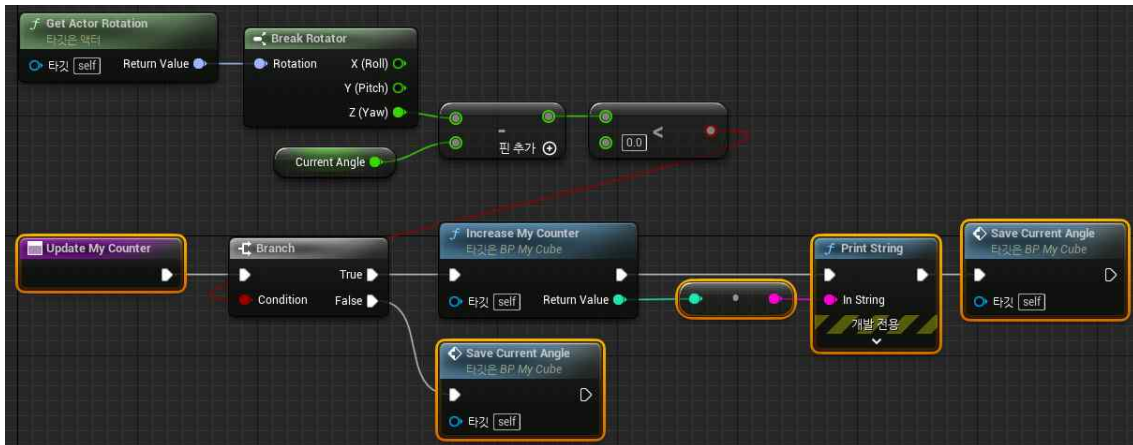 Get Actor Rotation
타깃은 액터
타깃 self Return Value
Break Rotator
Rotation X (Roll)
Y (Pitch)
Z (Yaw)
Current Angle
-
핀 추가
0.0 <
Update My Counter
Branch
True
Condition False
Increase My Counter
타깃은 BP My Cube
타깃 self Return Value
Print String
In String
개발 전용
Save Current Angle
타깃은 BP My Cube
타깃 self
Save Current Angle
타깃은 BP My Cube
타깃 self